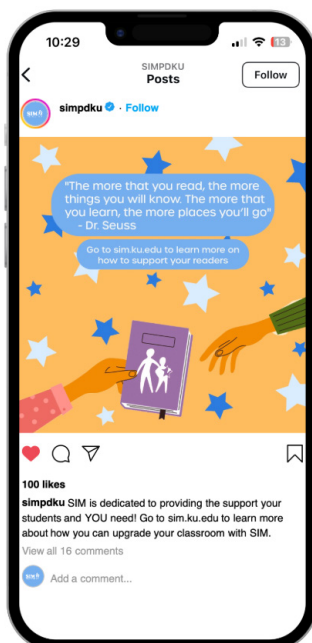 10:29
13
SIMPDKU
Posts
Follow
SIM
simpdku · Follow
"The more that you read, the more
things you will know. The more that
you learn, the more places you'll go"
- Dr. Seuss
Go to sim.ku.edu to learn more on
how to support your readers
100 likes
simpdku SIM is dedicated to providing the support your
students and YOU need! Go to sim.ku.edu to learn more
about how you can upgrade your classroom with SIM.
View all 16 comments
SIM
Add a comment...